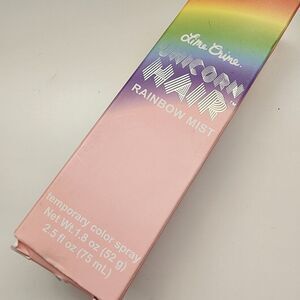 Lime Crime.
UNICORN
HAIR™
RAINBOW MIST
temporary color spray
Net Wt.1.8 oz (52 g)
2.5 fl oz (75 mL)